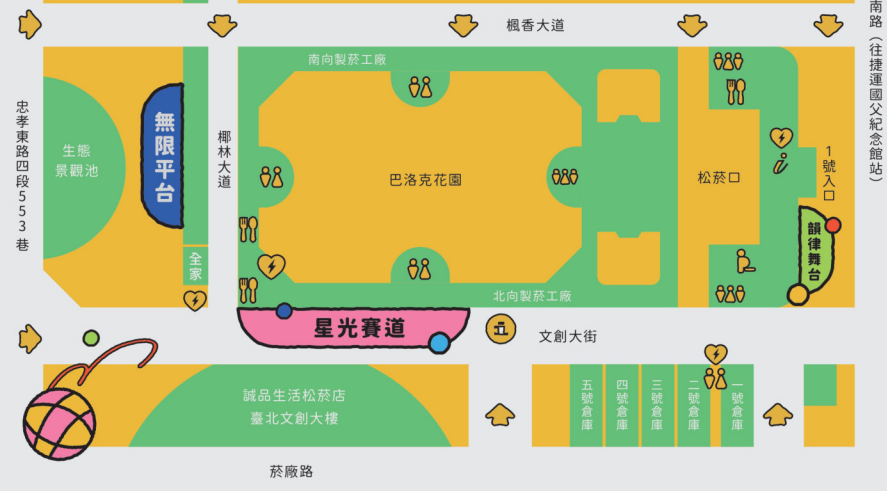 楓香大道
南路（往捷運國父紀念館站）
南向製菸工廠
忠孝東路四段553巷
生態
景觀池
無限平台
椰林大道
巴洛克花園
松菸口
1號入口
韻律舞台
全家
北向製菸工廠
星光賽道
文創大街
誠品生活松菸店
臺北文創大樓
五號倉庫
四號倉庫
三號倉庫
二號倉庫
一號倉庫
菸廠路